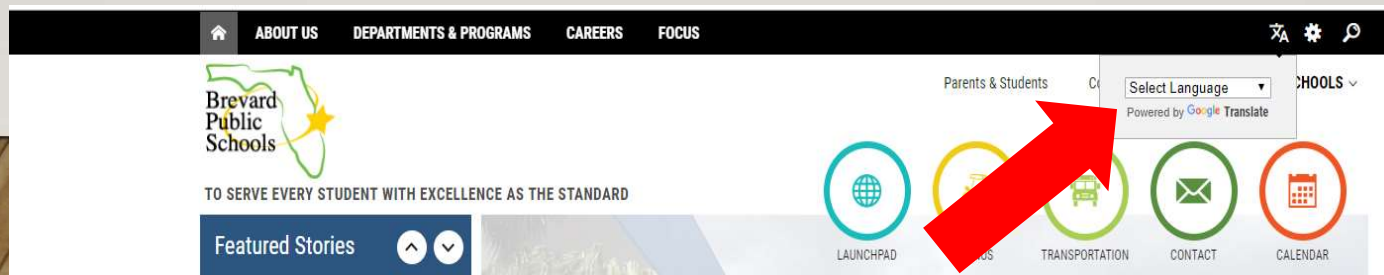 ABOUT US DEPARTMENTS & PROGRAMS CAREERS FOCUS
Brevard
Public
Schools
Parents & Students
Select Language
Powered by Google Translate
TO SERVE EVERY STUDENT WITH EXCELLENCE AS THE STANDARD
Featured Stories
LAUNCHPAD TRANSPORTATION CONTACT CALENDAR